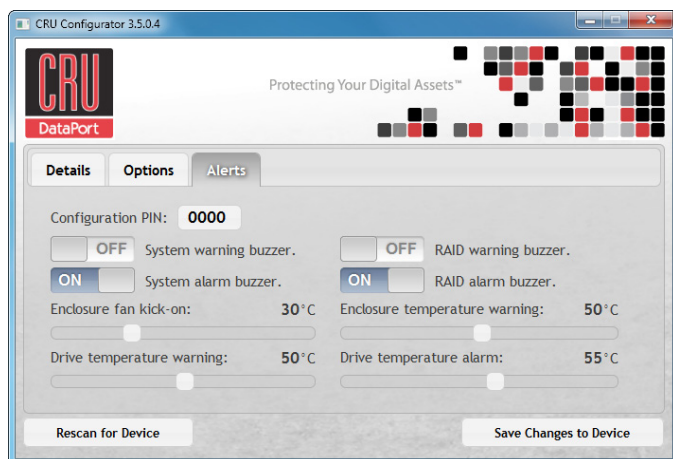 CRU Configurator 3.5.0.4
CRU
DataPort
Protecting Your Digital Assets™
Details Options Alerts
Configuration PIN: 0000
OFF System warning buzzer. OFF RAID warning buzzer.
ON System alarm buzzer. ON RAID alarm buzzer.
Enclosure fan kick-on: 30°C Enclosure temperature warning: 50°C
Drive temperature warning: 50°C Drive temperature alarm: 55°C
Rescan for Device Save Changes to Device